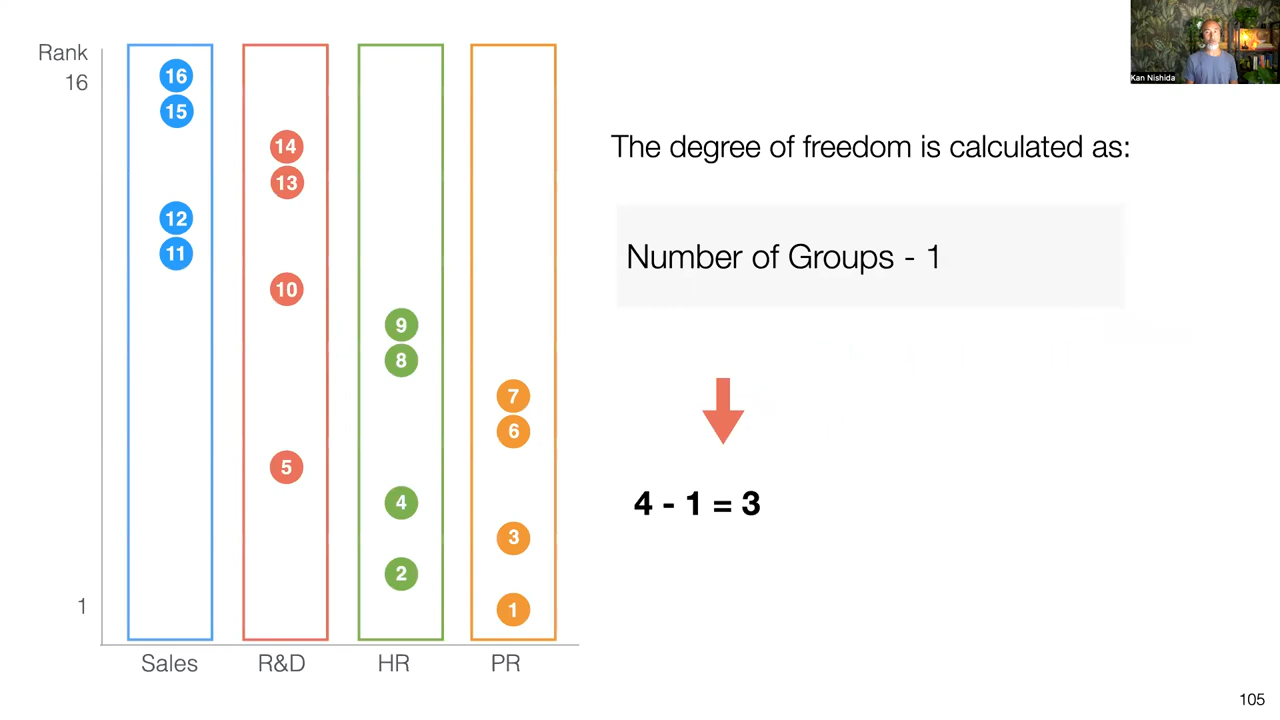 Rank
16
1
16
15
12
11
14
13
10
5
9
8
4
2
7
6
3
1
Sales
R&D
HR
PR
The degree of freedom is calculated as:
Number of Groups - 1
4 - 1 = 3
Kan Nishida
105